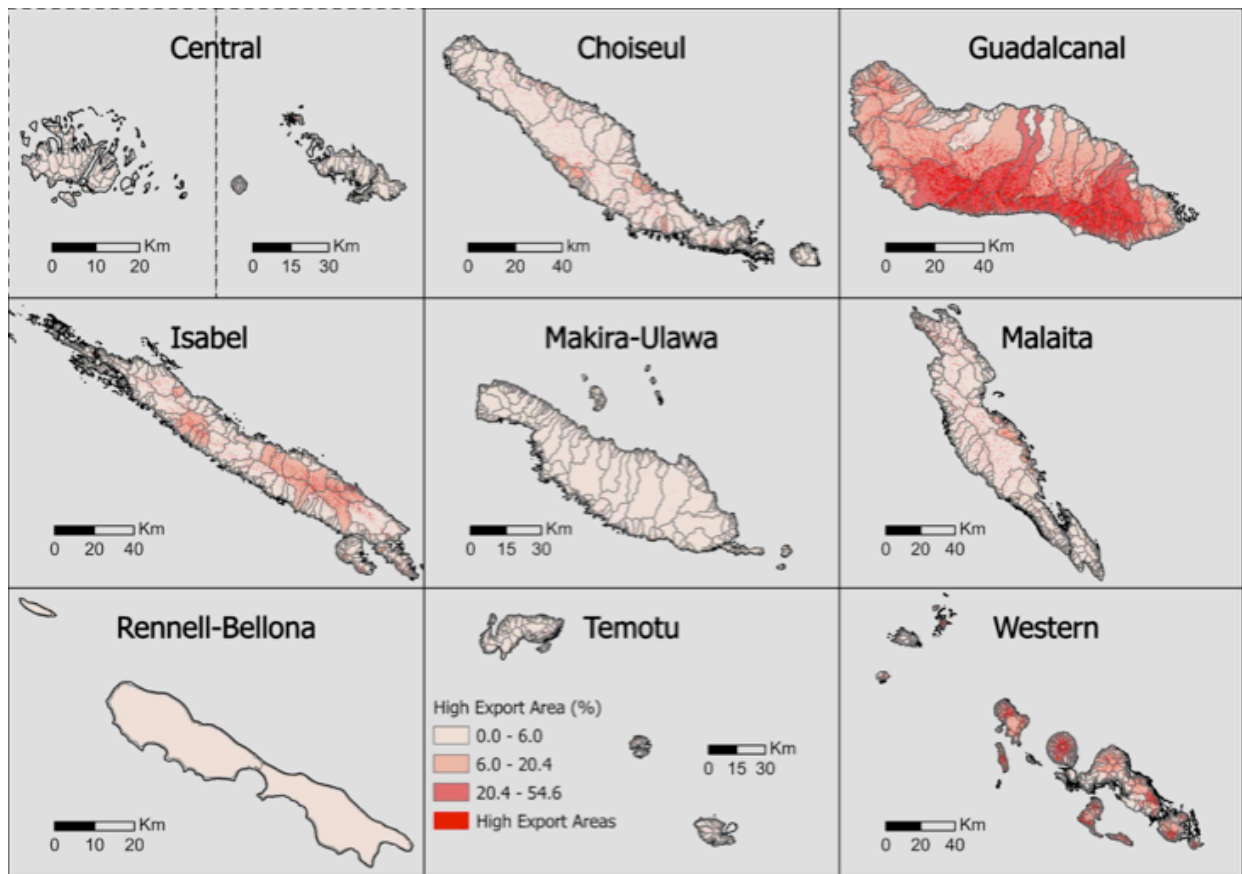 Central
Km
0 10 20
Km
0 15 30
Choiseul
km
0 20 40
Guadalcanal
Km
0 20 40
Isabel
Km
0 20 40
Makira-Ulawa
Km
0 15 30
Malaita
Km
0 20 40
Rennell-Bellona
Km
0 10 20
Temotu
High Export Area (%)
0.0 - 6.0
6.0 - 20.4
20.4 - 54.6
High Export Areas
Km
0 15 30
Western
Km
0 20 40